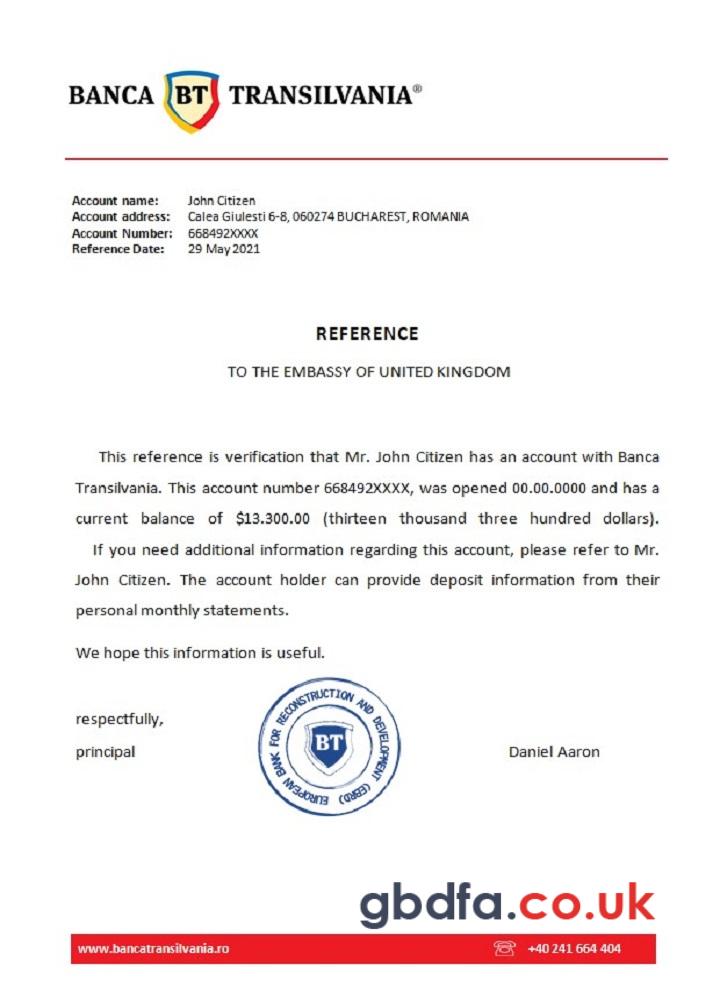 BANCA BT TRANSILVANIA®
Account name: John Citizen
Account address: Calea Giulesti 6-8, 060274 BUCHAREST, ROMANIA
Account Number: 668492XXXX
Reference Date: 29 May 2021
REFERENCE
TO THE EMBASSY OF UNITED KINGDOM
This reference is verification that Mr. John Citizen has an account with Banca
Transilvania. This account number 668492XXXX, was opened 00.00.0000 and has a
current balance of $13.300.00 (thirteen thousand three hundred dollars).
If you need additional information regarding this account, please refer to Mr.
John Citizen. The account holder can provide deposit information from their
personal monthly statements.
We hope this information is useful.
respectfully,
principal
EUROPEAN BANK FOR RECONSTRUCTION AND DEVELOPMENT (EBRD)
BT
Daniel Aaron
gbdfa.co.uk
www.bancatransilvania.ro
+40 241 664 404